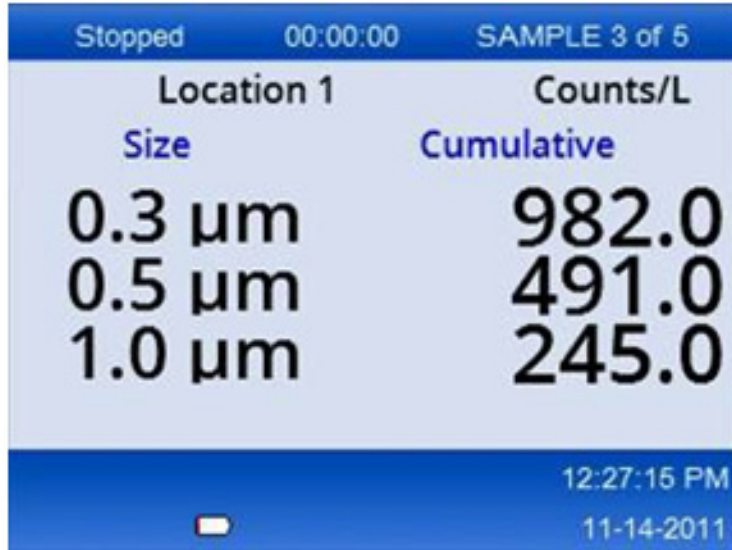 Stopped 00:00:00 SAMPLE 3 of 5
Location 1 Counts/L
Size Cumulative
0.3 μm 982.0
0.5 μm 491.0
1.0 μm 245.0
12:27:15 PM
11-14-2011